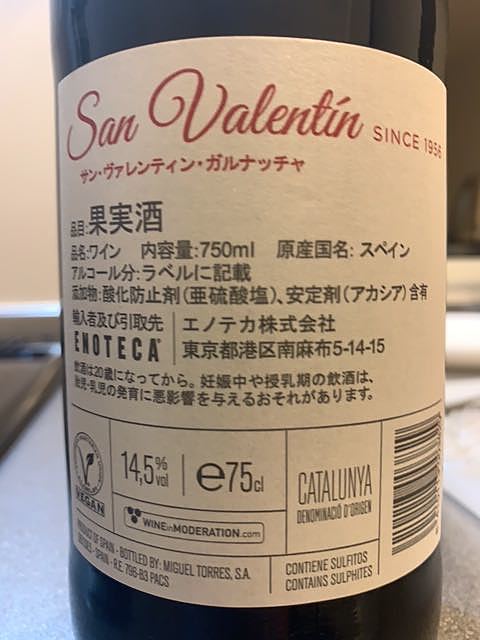 San Valentín SINCE 1956
サン・ヴァレンティン・ガルナッチャ
品目:果実酒
品名:ワイン 内容量:750ml 原産国名: スペイン
アルコール分:ラベルに記載
添加物:酸化防止剤(亜硫酸塩)、安定剤(アカシア)含有
輸入者及び引取先 エノテカ株式会社
ENOTECA 東京都港区南麻布5-14-15
飲酒は20歳になってから。妊娠中や授乳期の飲酒は、
胎児・乳児の発育に悪影響を与えるおそれがあります。
VEGAN
14,5% vol
e75cl
CATALUNYA
DENOMINACIÓ D'ORIGEN
WINEinMODERATION.com
PRODUCT OF SPAIN - BOTTLED BY: MIGUEL TORRES, S.A.
SPAIN - R.E. 796-B3 PACS
CONTIENE SULFITOS
CONTAINS SULPHITES